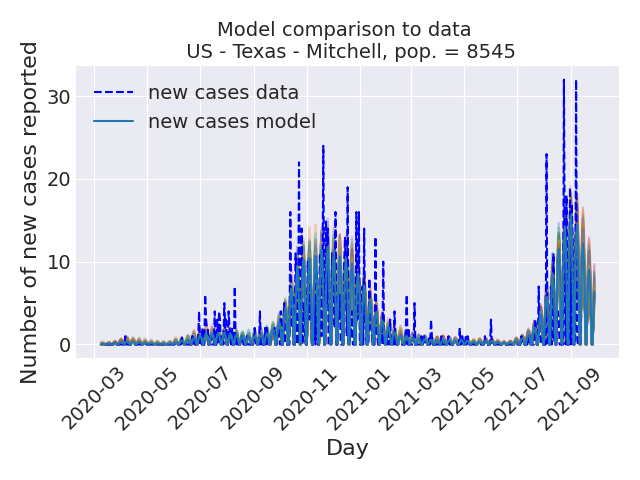 Model comparison to data
US - Texas - Mitchell, pop. = 8545
new cases data
new cases model
Number of new cases reported
30
20
10
0
2020-03
2020-05
2020-07
2020-09
2020-11
2021-01
2021-03
2021-05
2021-07
2021-09
Day